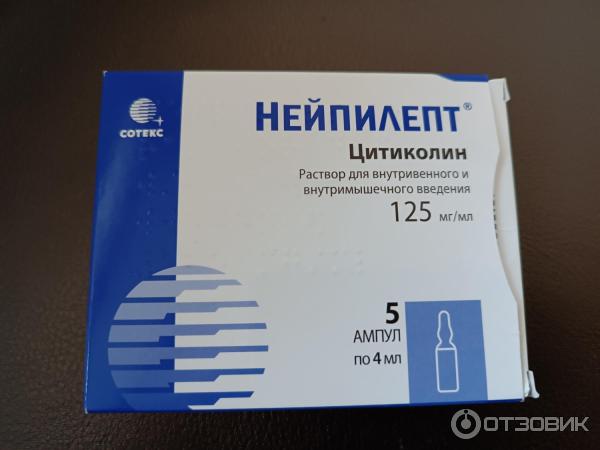 СОТЕКС
НЕЙПИЛЕПТ®
Цитиколин
Раствор для внутривенного и
внутримышечного введения
125 мг/мл
5
АМПУЛ
по 4 мл
ОТЗОВИК